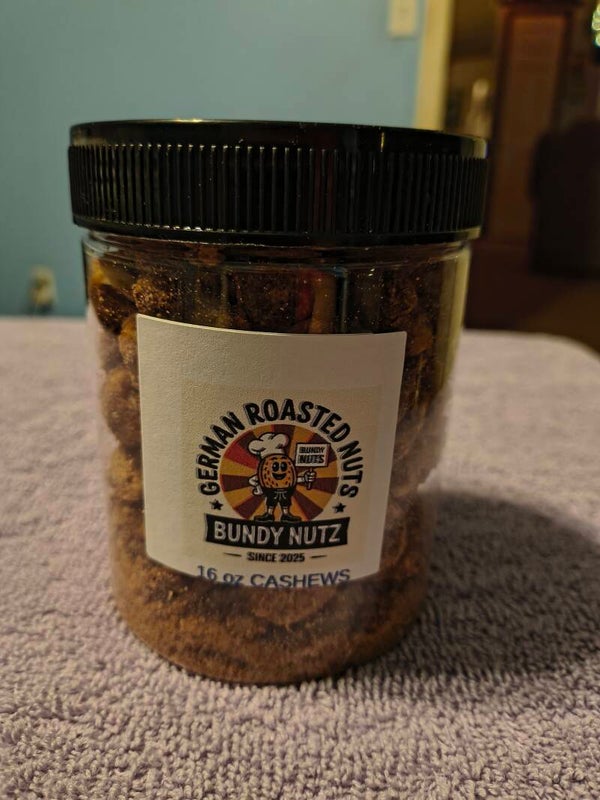 GERMAN ROASTED NUTS
BUNDY
NUTS
BUNDY NUTZ
SINCE 2025
16 oz CASHEWS